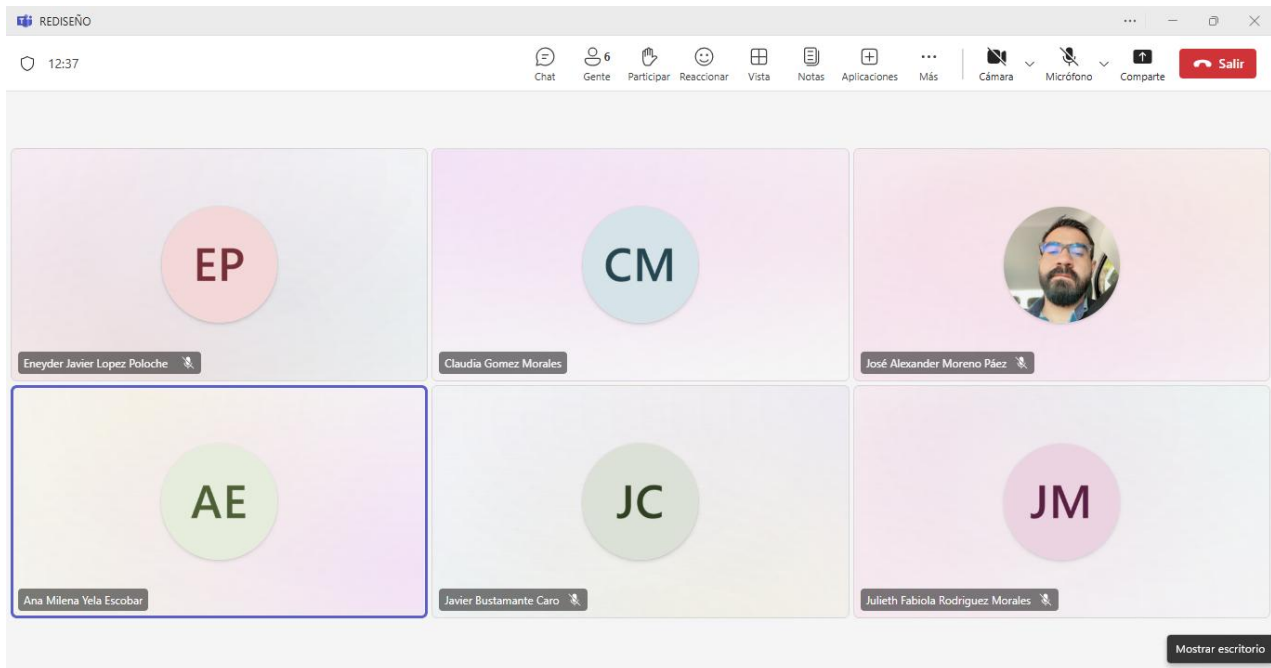 REDISEÑO
12:37
Chat
6
Gente
Participar
Reaccionar
Vista
Notas
Aplicaciones
Más
Cámara
Micrófono
Comparte
Salir
EP
Eneyder Javier Lopez Poloche
CM
Claudia Gomez Morales
José Alexander Moreno Páez
AE
Ana Milena Yela Escobar
JC
Javier Bustamante Caro
JM
Julieth Fabiola Rodriguez Morales
Mostrar escritorio